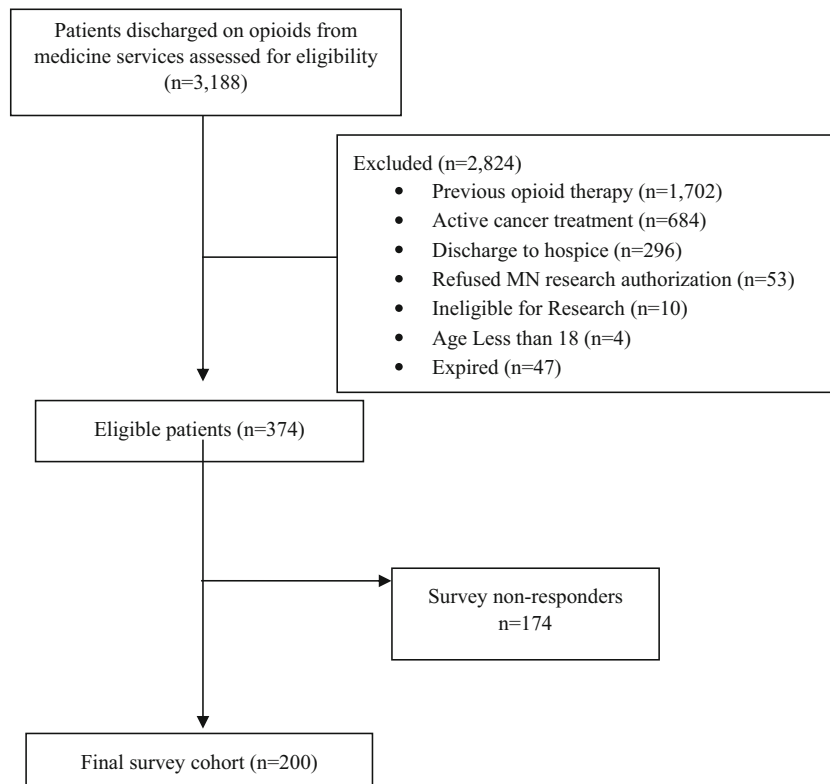 Patients discharged on opioids from
medicine services assessed for eligibility
(n=3,188)
Excluded (n=2,824)
• Previous opioid therapy (n=1,702)
• Active cancer treatment (n=684)
• Discharge to hospice (n=296)
• Refused MN research authorization (n=53)
• Ineligible for Research (n=10)
• Age Less than 18 (n=4)
• Expired (n=47)
Eligible patients (n=374)
Survey non-responders
n=174
Final survey cohort (n=200)